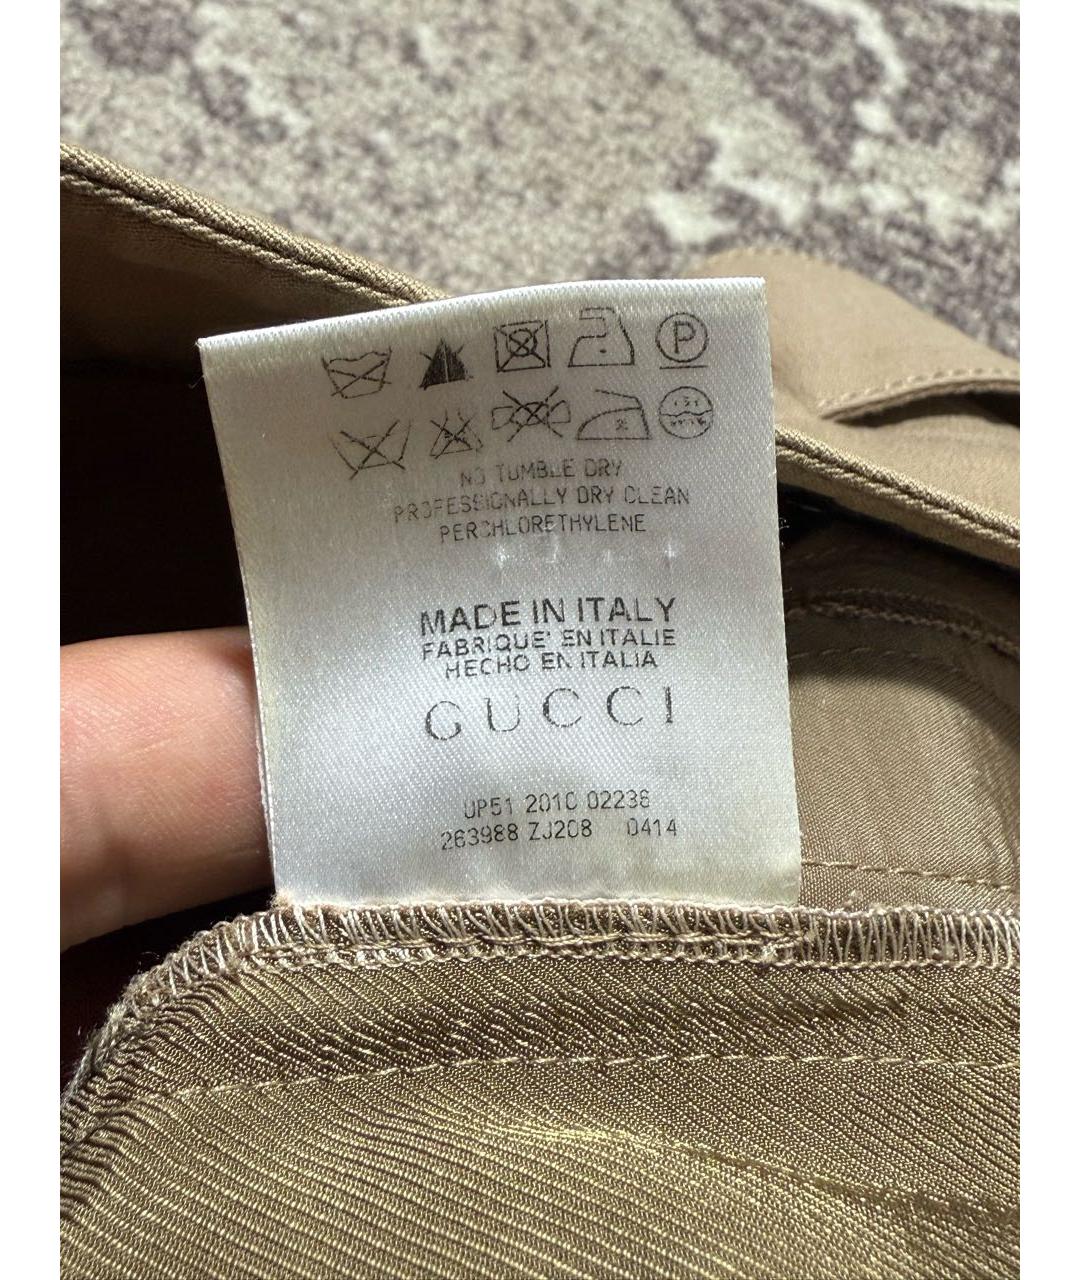 P
NO TUMBLE DRY
PROFESSIONALLY DRY CLEAN
PERCHLORETHYLENE
MADE IN ITALY
FABRIQUE' EN ITALIE
HECHO EN ITALIA
GUCCI
UP51 2010 02236
263988 ZJ208 0414